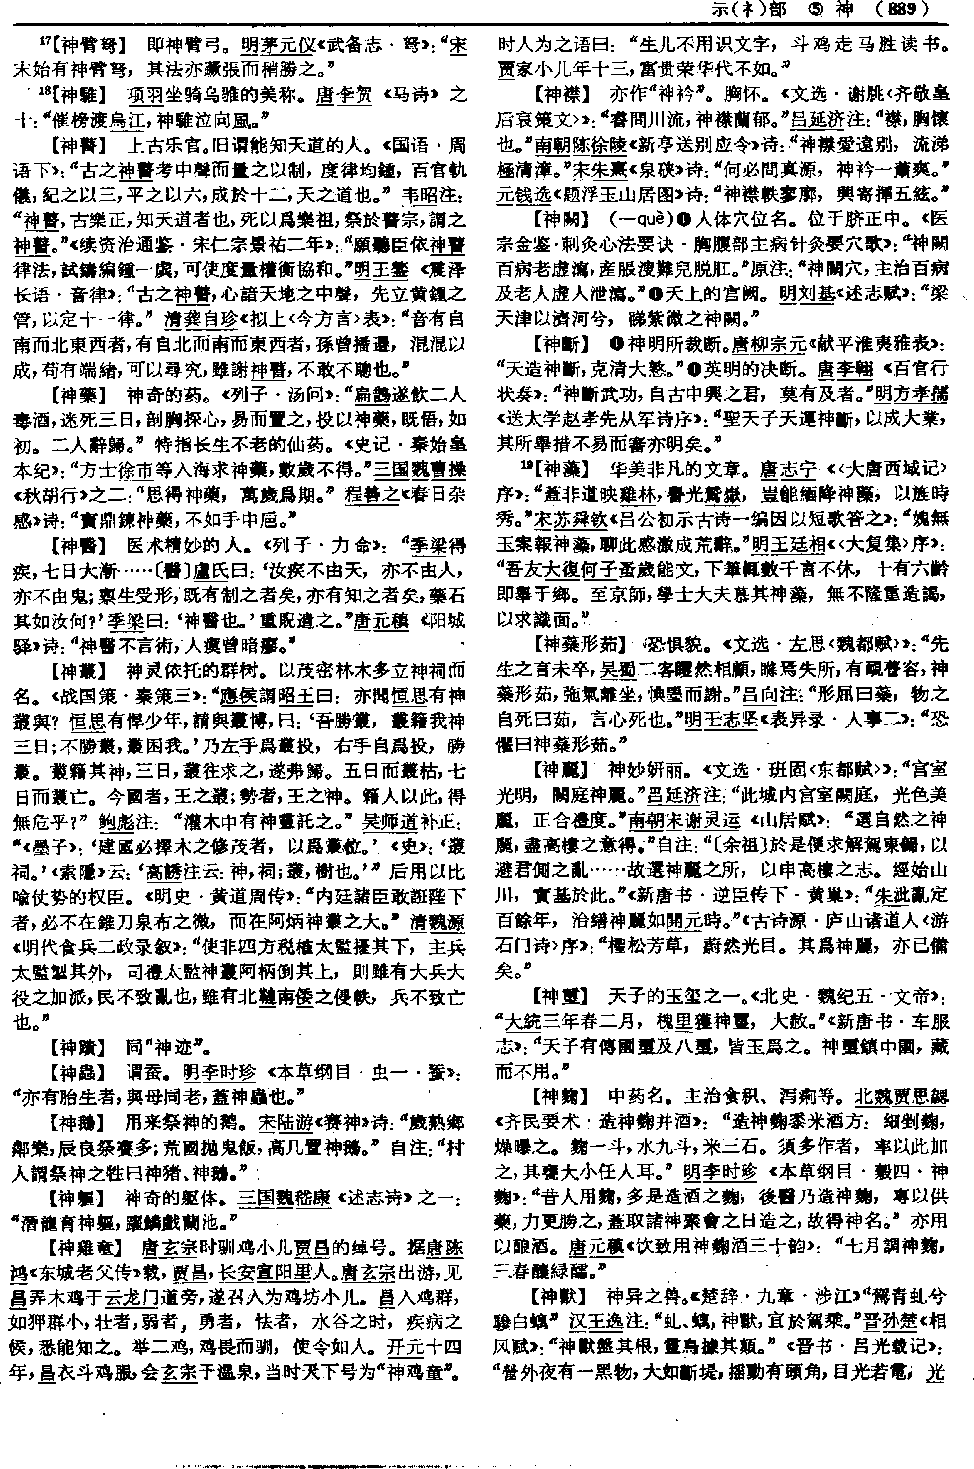 示(礻)部 ⑤ 神 (889)
17【神臂弩】 即神臂弓。明茅元仪《武备志·弩》：“宋
末始有神臂弩，其法亦蹶張而稍勝之。”
18【神騅】 项羽坐骑乌骓的美称。唐李贺《马诗》之
十：“催榜渡烏江，神騅泣向風。”
【神瞽】 上古乐官。旧谓能知天道的人。《国语·周
语下》：“古之神瞽考中聲而量之以制，度律均鍾，百官軌
儀，紀之以三，平之以六，成於十二，天之道也。” 韦昭注：
“神瞽，古樂正，知天道者也，死以爲樂祖，祭於瞽宗，謂之
神瞽。”《续资治通鉴·宋仁宗景祐二年》：“願聽臣依神瞽
律法，試鑄編鍾一虡，可使度量權衡協和。”明王鏊《震泽
长语·音律》：“古之神瞽，心諳天地之中聲，先立黄鍾之
管，以定十一律。” 清龚自珍《拟上〈今方言〉表》：“音有自
南而北東西者，有自北而南而東西者，孫曾播遷，混混以
成，苟有端緒，可以尋究，雖謝神瞽，不敢不聰也。”
【神藥】 神奇的药。《列子·汤问》：“扁鵲遂飲二人
毒酒，迷死三日，剖胸探心，易而置之，投以神藥，既悟，如
初。二人辭歸。” 特指长生不老的仙药。《史记·秦始皇
本纪》：“方士徐市等入海求神藥，數歲不得。”三国魏曹操
《秋胡行》之二：“思得神藥，萬歲爲期。” 程善之《春日杂
感》诗：“寶鼎鍊神藥，不如手中卮。”
【神醫】 医术精妙的人。《列子·力命》：“季梁得
疾，七日大漸……〔醫〕盧氏曰：‘汝疾不由天，亦不由人，
亦不由鬼；禀生受形，既有制之者矣，亦有知之者矣，藥石
其如汝何？’季梁曰：‘神醫也。’重貺遣之。”唐元稹《阳城
驿》诗：“神醫不言術，人瘼曾暗瘳。”
【神叢】 神灵依托的群树。以茂密林木多立神祠而
名。《战国策·秦策三》：“應侯謂昭王曰：亦聞恒思有神
叢與？恒思有悍少年，請與叢博，曰：‘吾勝叢，叢籍我神
三日；不勝叢，叢困我。’乃左手爲叢投，右手自爲投，勝
叢。叢籍其神，三日，叢往求之，遂弗歸。五日而叢枯，七
日而叢亡。今國者，王之叢；勢者，王之神。籍人以此，得
無危乎？” 鲍彪注：“灌木中有神靈託之。” 吴师道补正：
“《墨子》：‘建國必擇木之修茂者，以爲叢位。’《史》：‘叢
祠。’《索隱》云：‘高誘注云：神，祠；叢，樹也。’” 后用以比
喻仗势的权臣。《明史·黄道周传》：“内廷諸臣敢誑陛下
者，必不在錐刀泉布之微，而在阿柄神叢之大。” 清魏源
《明代食兵二政录叙》：“使非四方税榷太監擾其下，主兵
太監掣其外，司禮太監神叢阿柄倒其上，則雖有大兵大
役之加派，民不致亂也，雖有北韃南倭之侵軼，兵不致亡
也。”
【神蹟】 同“神迹”。
【神蟲】 谓蚕。明李时珍《本草纲目·虫一·蚕》：
“亦有胎生者，與母同老，蓋神蟲也。”
【神鵝】 用来祭神的鹅。宋陆游《赛神》诗：“歲熟鄉
鄰樂，辰良祭賽多；荒園抛鬼飯，高几置神鵝。” 自注：“村
人謂祭神之牲曰神猪、神鵝。”
【神軀】 神奇的躯体。三国魏嵇康《述志诗》之一：
“潛龍育神軀，躍鱗戲蘭池。”
【神雞童】 唐玄宗时驯鸡小儿贾昌的绰号。据唐陈
鸿《东城老父传》载，贾昌，长安宣阳里人。唐玄宗出游，见
昌弄木鸡于云龙门道旁，遂召入为鸡坊小儿。昌入鸡群，
如狎群小，壮者，弱者，勇者，怯者，水谷之时，疾病之
候，悉能知之。举二鸡，鸡畏而驯，使令如人。开元十四
年，昌衣斗鸡服，会玄宗于温泉，当时天下号为“神鸡童”。
时人为之语曰：“生儿不用识文字，斗鸡走马胜读书。
贾家小儿年十三，富贵荣华代不如。”
【神襟】 亦作“神衿”。胸怀。《文选·谢朓〈齐敬皇
后哀策文〉》：“睿問川流，神襟蘭郁。”吕延济注：“襟，胸懷
也。”南朝陈徐陵《新亭送别应令》诗：“神襟愛遠别，流涕
極清漳。”宋朱熹《泉硖》诗：“何必問真源，神衿一蕭爽。”
元钱选《题浮玉山居图》诗：“神襟軼寥廓，興寄揮五絃。”
【神闕】 （—què）❶人体穴位名。位于脐正中。《医
宗金鉴·刺灸心法要诀·胸腹部主病针灸要穴歌》：“神闕
百病老虚瀉，産脹溲難兒脱肛。”原注：“神闕穴，主治百病
及老人虚人泄瀉。”❷天上的宫阙。明刘基《述志赋》：“梁
天津以濟河兮，睇紫微之神闕。”
【神斷】 ❶神明所裁断。唐柳宗元《献平淮夷雅表》：
“天造神斷，克清大憝。”❷英明的决断。唐李翱《百官行
状奏》：“神斷武功，自古中興之君，莫有及者。”明方孝孺
《送太学赵孝先从军诗序》：“聖天子天運神斷，以成大業，
其所舉措不易而審亦明矣。”
19【神藻】 华美非凡的文章。唐志宁《〈大唐西域记〉
序》：“蓋非道映雞林，譽光鷲嶽，豈能緬降神藻，以旌時
秀。”宋苏舜钦《吕公初示古诗一编因以短歌答之》：“媿無
玉案報神藻，聊此感激成荒辭。”明王廷相《〈大复集〉序》：
“吾友大復何子蚤歲能文，下筆輒數千言不休，十有六齡
即舉于鄉。至京師，學士大夫慕其神藻，無不隆重造謁，
以求識面。”
【神蘂形茹】 恐惧貌。《文选·左思〈魏都赋〉》：“先
生之言未卒，吴蜀二客矍然相顧，䁲焉失所，有靦瞢容，神
蘂形茹，弛氣離坐，懊墨而謝。”吕向注：“形屈曰蘂，物之
自死曰茹，言心死也。”明王志坚《表异录·人事二》：“恐
懼曰神蘂形茹。”
【神麗】 神妙妍丽。《文选·班固〈东都赋〉》：“宫室
光明，闕庭神麗。”吕延济注：“此城内宫室闕庭，光色美
麗，正合禮度。”南朝宋谢灵运《山居赋》：“選自然之神
麗，盡高棲之意得。”自注：“〔余祖〕於是便求解駕東歸，以
避君側之亂……故選神麗之所，以申高棲之志。經始山
川，實基於此。”《新唐书·逆臣传下·黄巢》：“朱泚亂定
百餘年，治繕神麗如開元時。”《古诗源·庐山诸道人〈游
石门诗〉序》：“檉松芳草，蔚然光目。其爲神麗，亦已備
矣。”
【神璽】 天子的玉玺之一。《北史·魏纪五·文帝》：
“大統三年春二月，槐里獲神璽，大赦。”《新唐书·车服
志》：“天子有傳國璽及八璽，皆玉爲之。神璽鎮中國，藏
而不用。”
【神麴】 中药名。主治食积、泻痢等。北魏贾思勰
《齐民要术·造神麴并酒》：“造神麴黍米酒方：細剉麴，
燥曝之。麴一斗，水九斗，米三石。須多作者，率以此加
之，其甕大小任人耳。” 明李时珍《本草纲目·穀四·神
麴》：“昔人用麴，多是造酒之麴，後醫乃造神麴，專以供
藥，力更勝之，蓋取諸神聚會之日造之，故得神名。” 亦用
以酿酒。唐元稹《饮致用神麴酒三十韵》：“七月調神麴，
三春釀緑醽。”
【神獸】 神异之兽。《楚辞·九章·涉江》“駕青虬兮
驂白螭” 汉王逸注：“虬、螭，神獸，宜於駕乘。”晋孙楚《相
风赋》：“神獸盤其根，靈鳥據其顛。”《晋书·吕光载记》：
“營外夜有一黑物，大如斷堤，摇動有頭角，目光若電，光